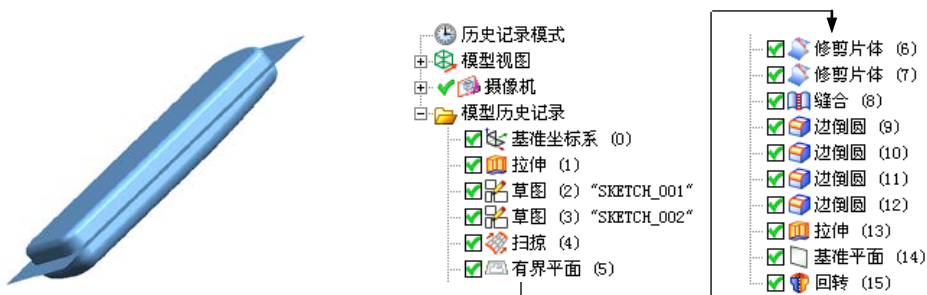 历史记录模式
模型视图
摄像机
模型历史记录
基准坐标系 (0)
拉伸 (1)
草图 (2) "SKETCH_001"
草图 (3) "SKETCH_002"
扫掠 (4)
有界平面 (5)
修剪片体 (6)
修剪片体 (7)
缝合 (8)
边倒圆 (9)
边倒圆 (10)
边倒圆 (11)
边倒圆 (12)
拉伸 (13)
基准平面 (14)
回转 (15)